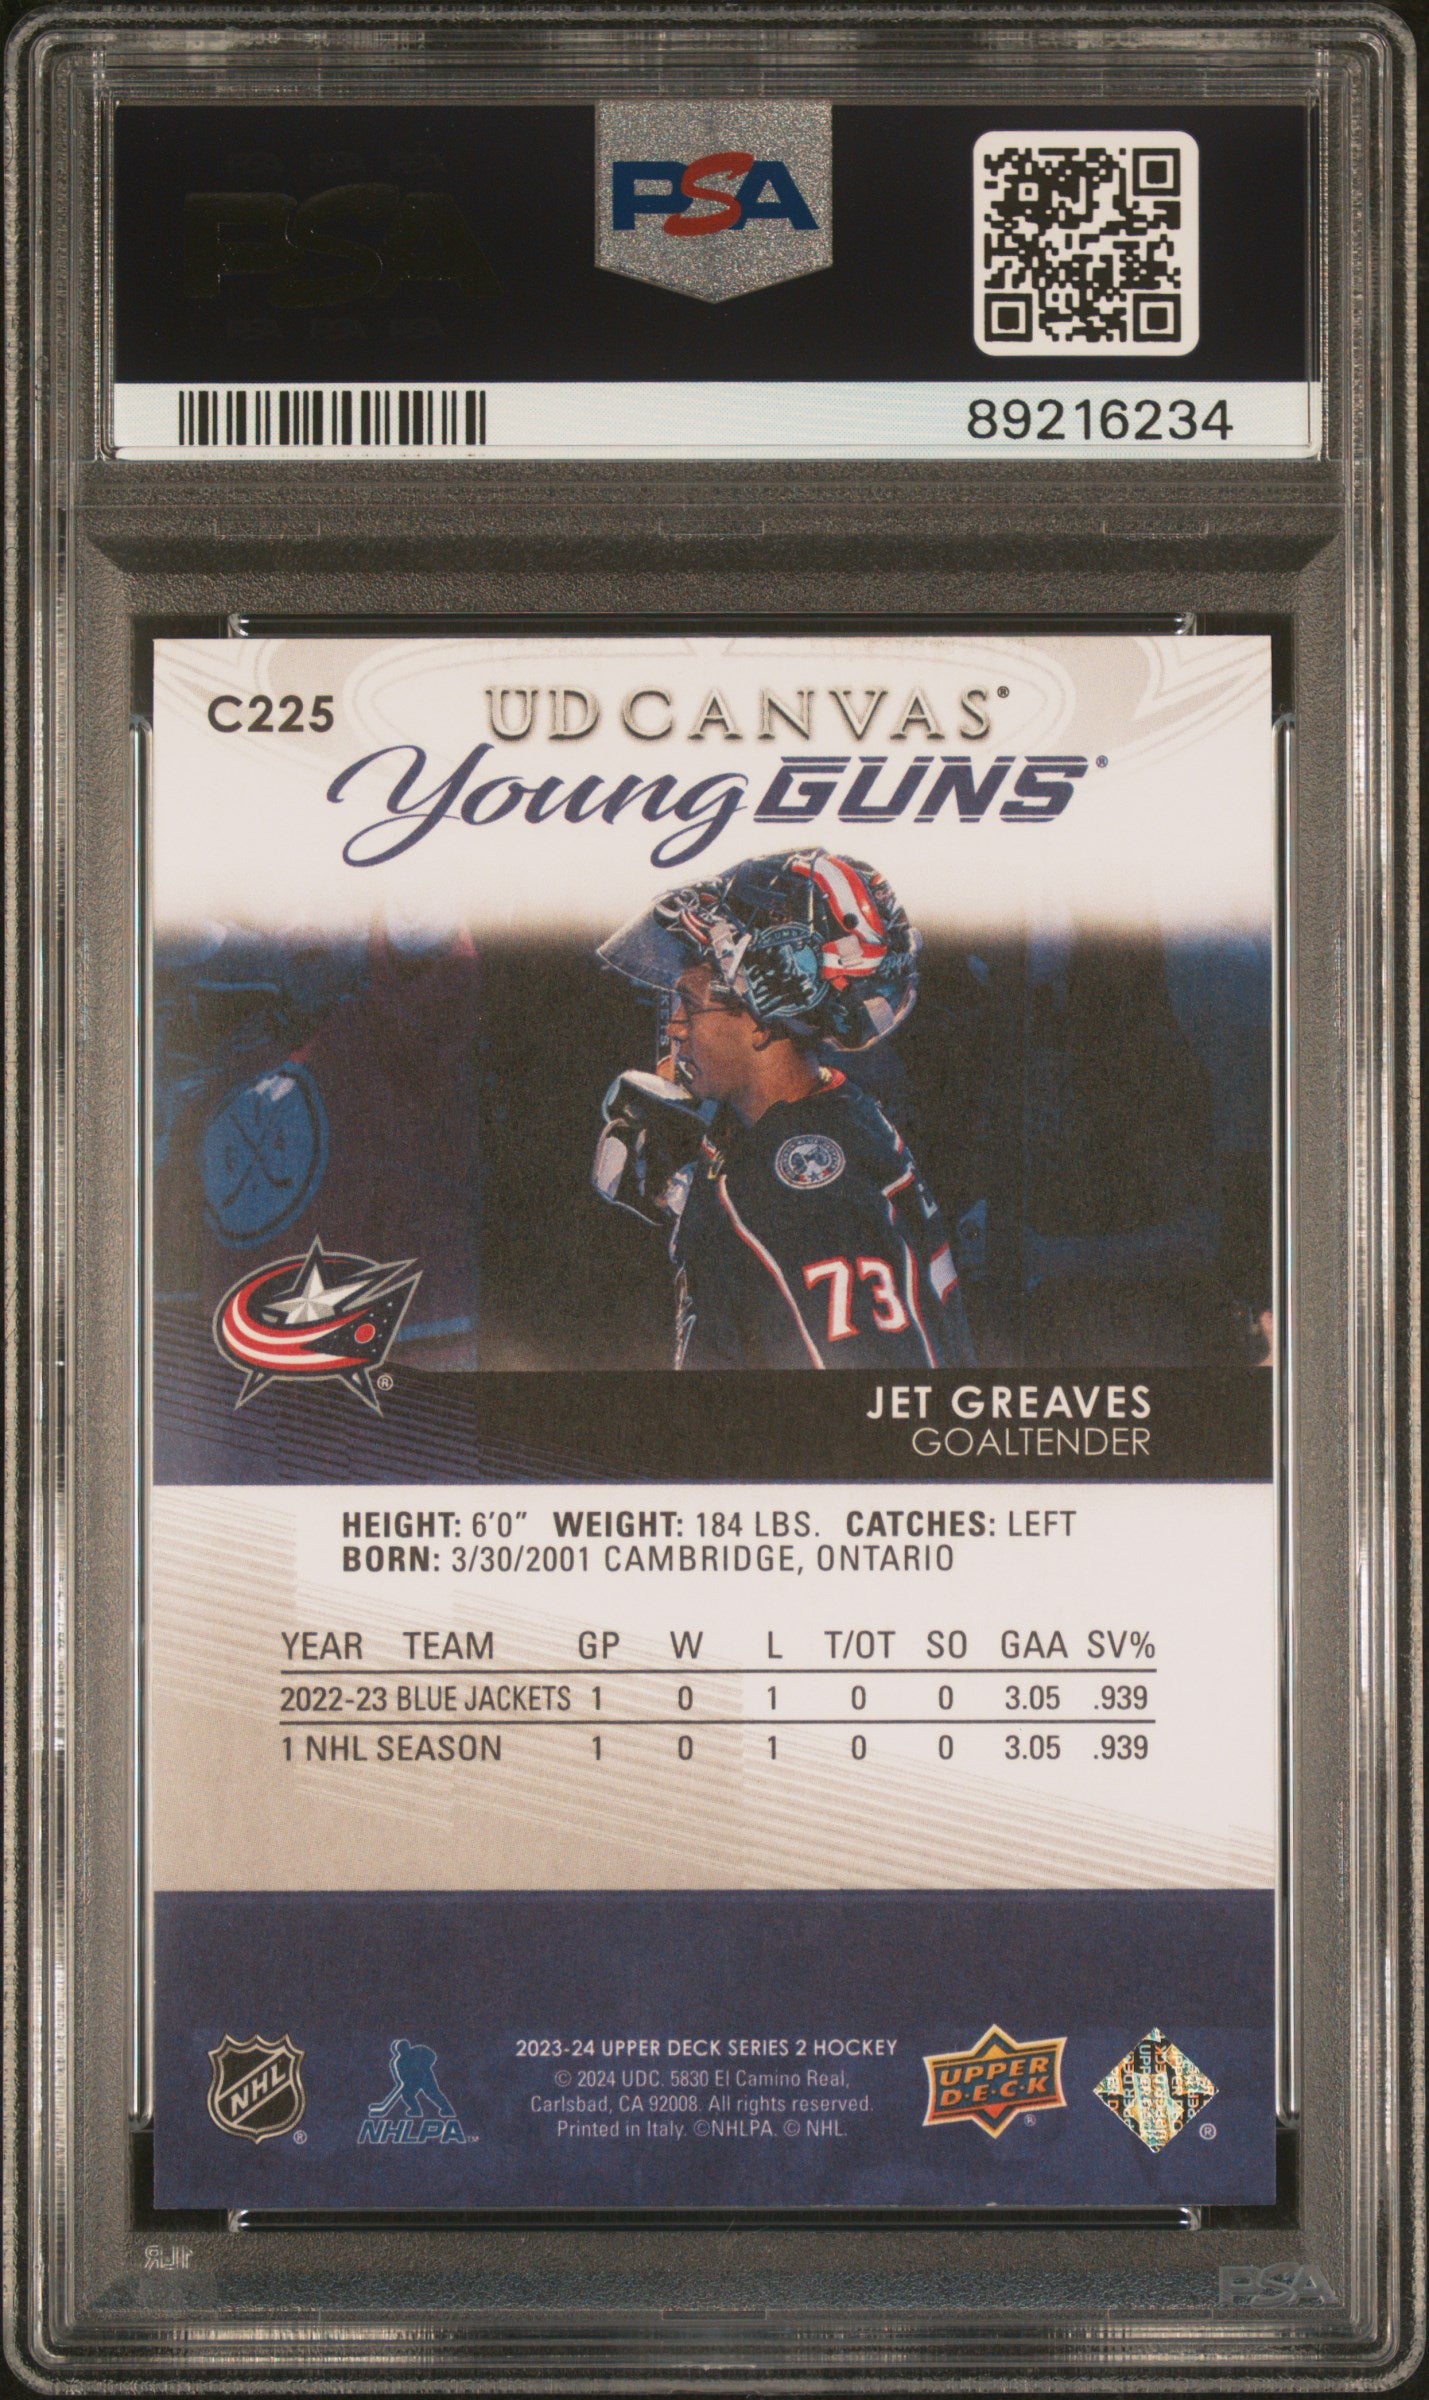 PSA
89216234
C225
UD CANVAS®
Young GUNS®
73
®
JET GREAVES
GOALTENDER
HEIGHT: 6'0" WEIGHT: 184 LBS. CATCHES: LEFT
BORN: 3/30/2001 CAMBRIDGE, ONTARIO
YEAR TEAM GP W L T/OT SO GAA SV%
2022-23 BLUE JACKETS 1 0 1 0 0 3.05 .939
1 NHL SEASON 1 0 1 0 0 3.05 .939
2023-24 UPPER DECK SERIES 2 HOCKEY
© 2024 UDC. 5830 El Camino Real,
Carlsbad, CA 92008. All rights reserved.
Printed in Italy. ©NHLPA. © NHL.
NHL ®
NHLPA™
UPPER
D·E·C·K ®
UPPER DECK
®
PSA